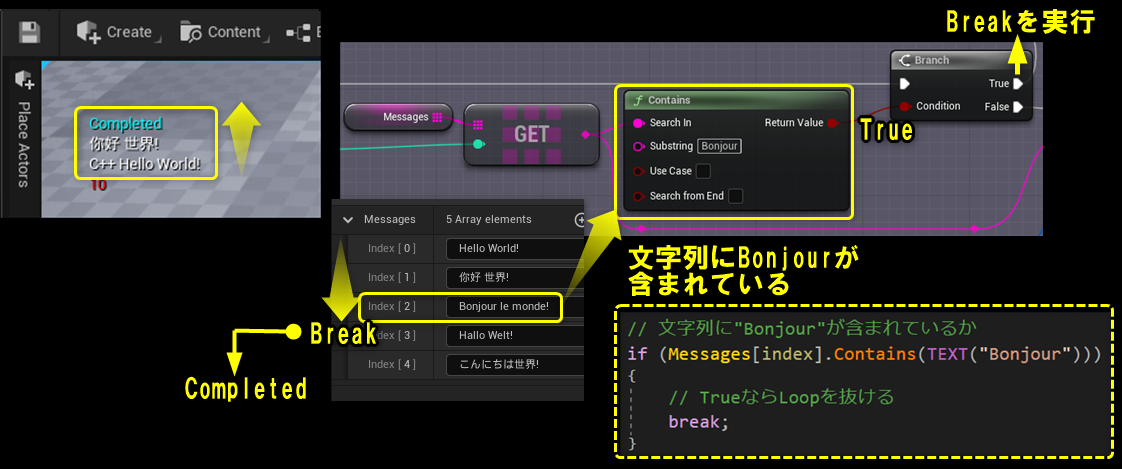 Create
Content
Place Actors
Completed
你好 世界!
C++ Hello World!
10
Breakを実行
Branch
True
Condition
False
Messages
GET
Contains
Search In
Return Value
Substring
Bonjour
Use Case
Search from End
True
Messages
5 Array elements
Index [ 0 ]
Hello World!
Index [ 1 ]
你好 世界!
Index [ 2 ]
Bonjour le monde!
Index [ 3 ]
Hallo Welt!
Index [ 4 ]
こんにちは世界!
Break
Completed
文字列にBonjourが
含まれている
// 文字列に"Bonjour"が含まれているか
if (Messages[index].Contains(TEXT("Bonjour")))
{
// TrueならLoopを抜ける
break;
}